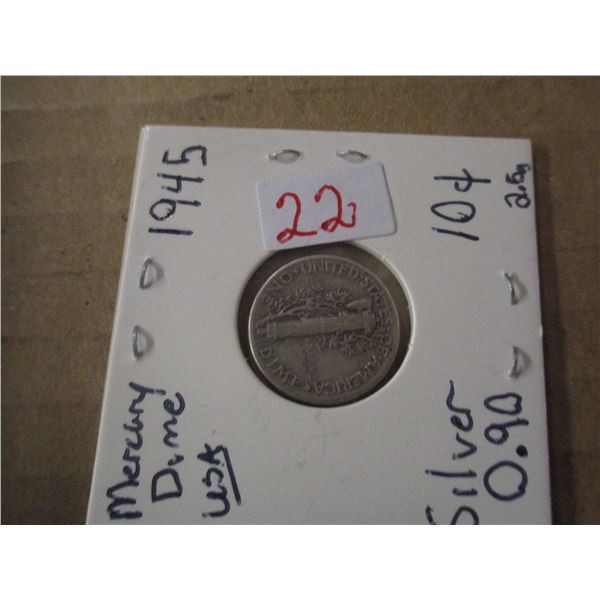 1945
22
10¢
2.5g
ONE
UNITED·STATES
OF·AMERICA
DIME
Mercury
Dime
USA
Silver
0.90